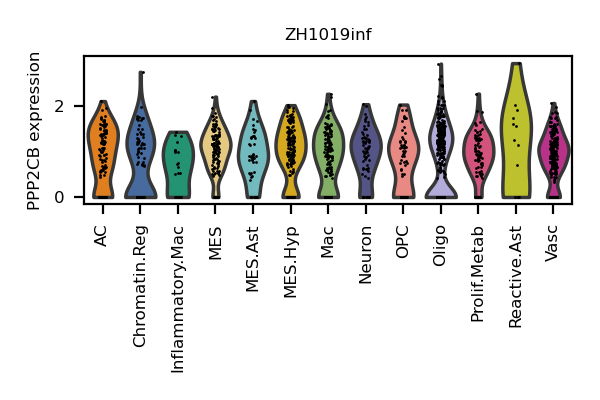 ZH1019inf
PPP2CB expression
2
0
AC
Chromatin.Reg
Inflammatory.Mac
MES
MES.Ast
MES.Hyp
Mac
Neuron
OPC
Oligo
Prolif.Metab
Reactive.Ast
Vasc